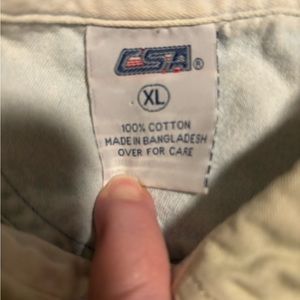 CSA®
XL
100% COTTON
MADE IN BANGLADESH
OVER FOR CARE